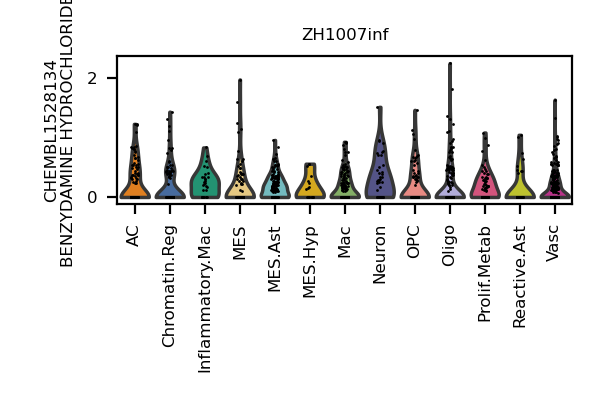 ZH1007inf
CHEMBL1528134
BENZYDAMINE HYDROCHLORIDE
2
0
AC
Chromatin.Reg
Inflammatory.Mac
MES
MES.Ast
MES.Hyp
Mac
Neuron
OPC
Oligo
Prolif.Metab
Reactive.Ast
Vasc